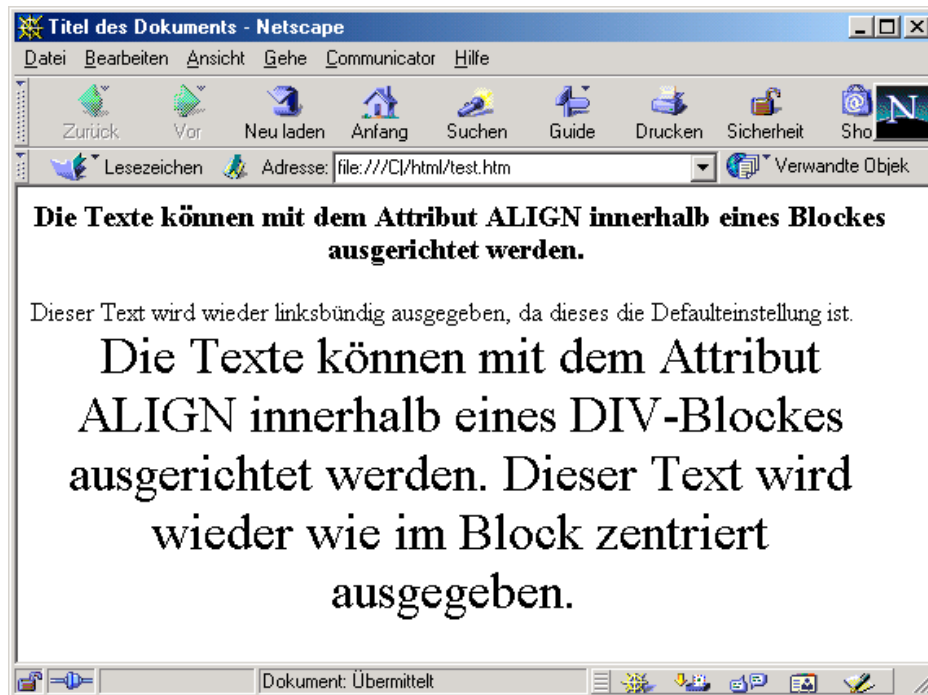 Titel des Dokuments - Netscape
Datei Bearbeiten Ansicht Gehe Communicator Hilfe
Zurück Vor Neu laden Anfang Suchen Guide Drucken Sicherheit Sho N
Lesezeichen Adresse: file:///C|/html/test.htm Verwandte Objek
Die Texte können mit dem Attribut ALIGN innerhalb eines Blockes
ausgerichtet werden.
Dieser Text wird wieder linksbündig ausgegeben, da dieses die Defaulteinstellung ist.
Die Texte können mit dem Attribut
ALIGN innerhalb eines DIV-Blockes
ausgerichtet werden. Dieser Text wird
wieder wie im Block zentriert
ausgegeben.
Dokument: Übermittelt